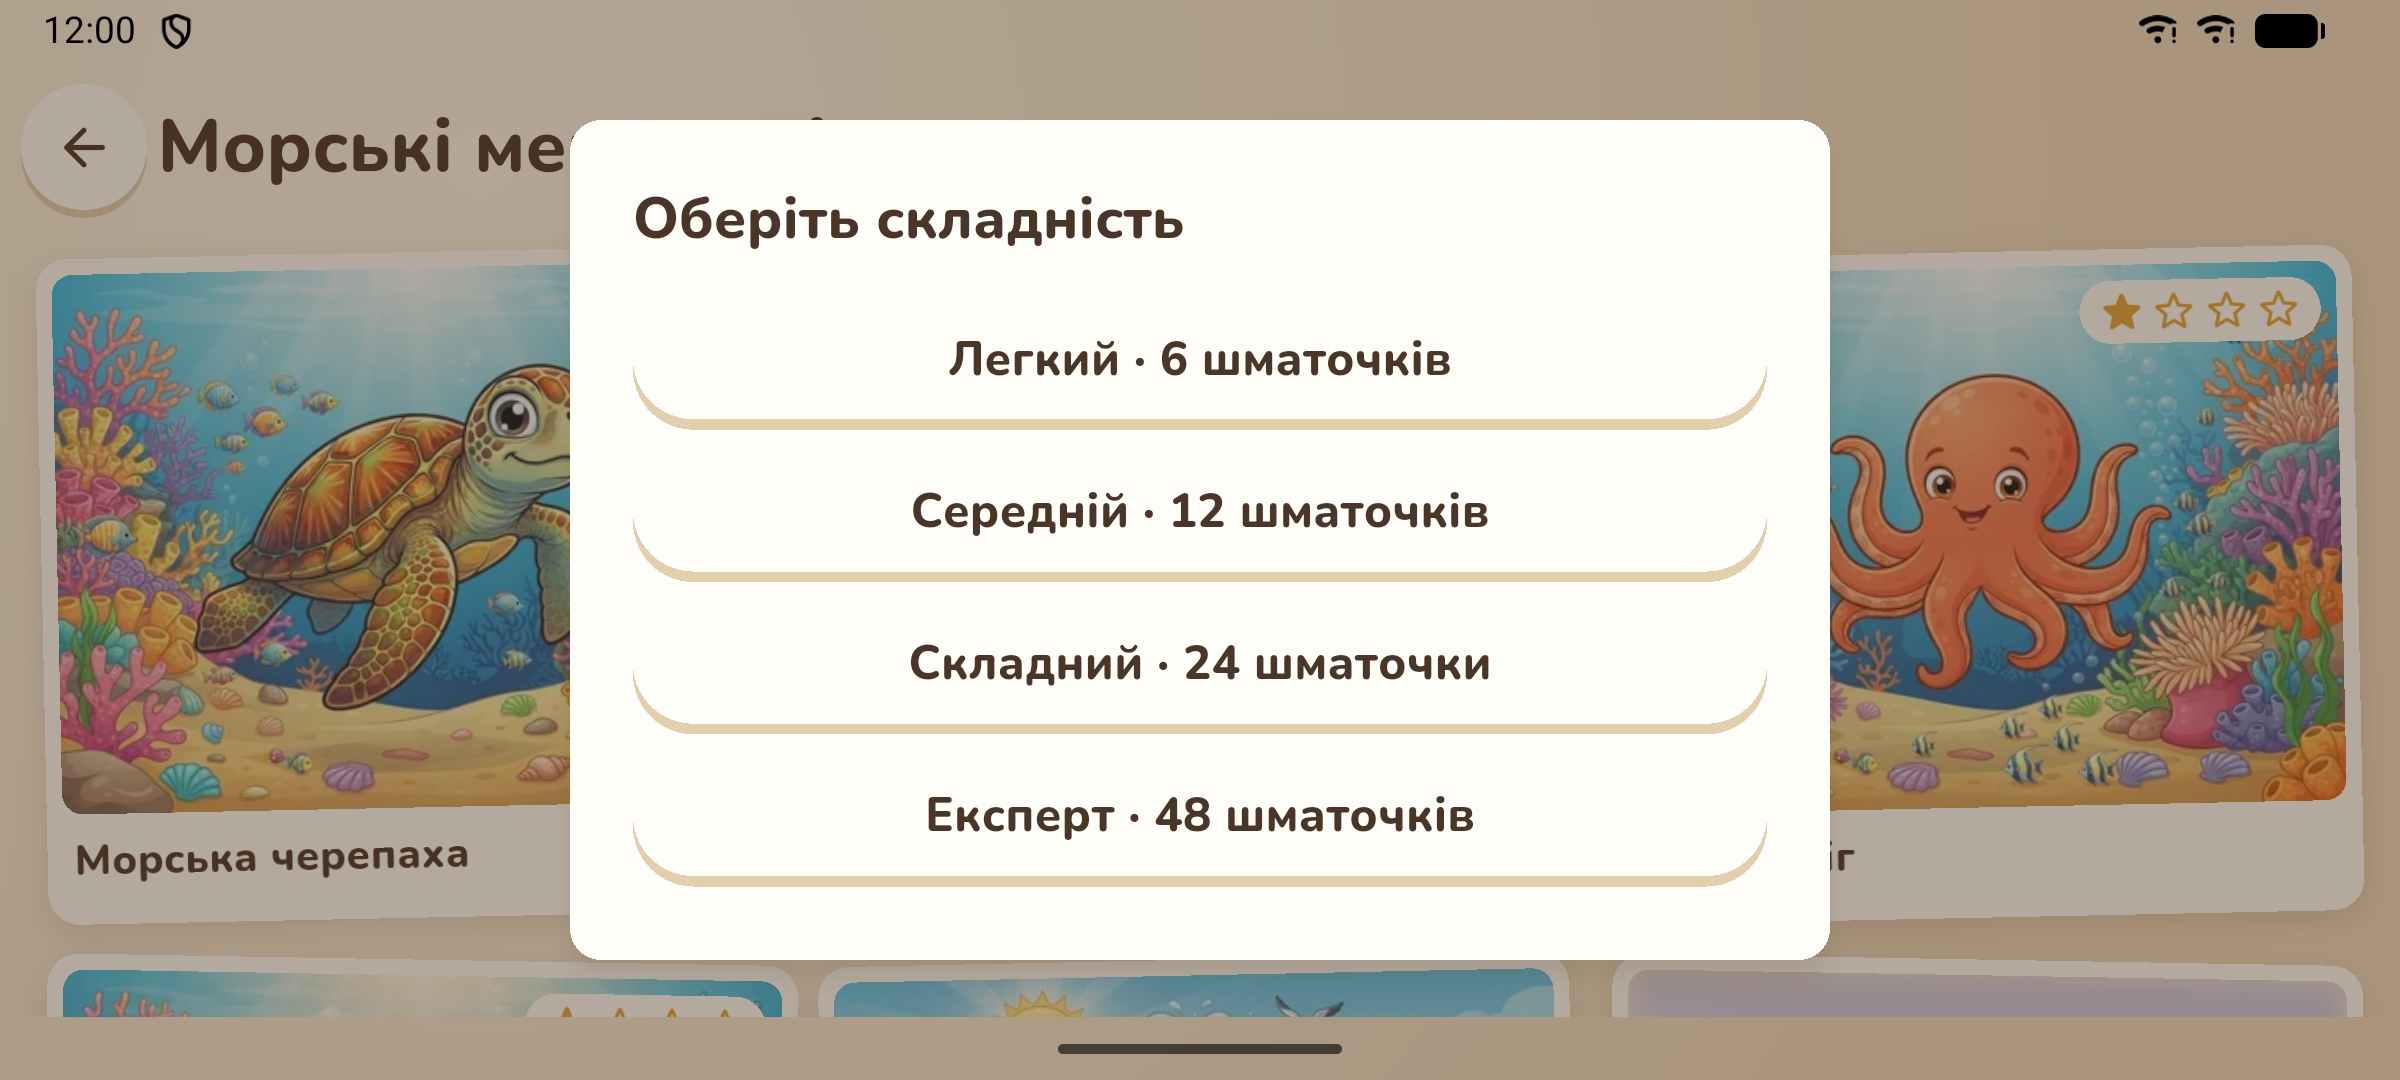 12:00
Морські ме
Оберіть складність
Легкий · 6 шматочків
Середній · 12 шматочків
Складний · 24 шматочки
Експерт · 48 шматочків
Морська черепаха